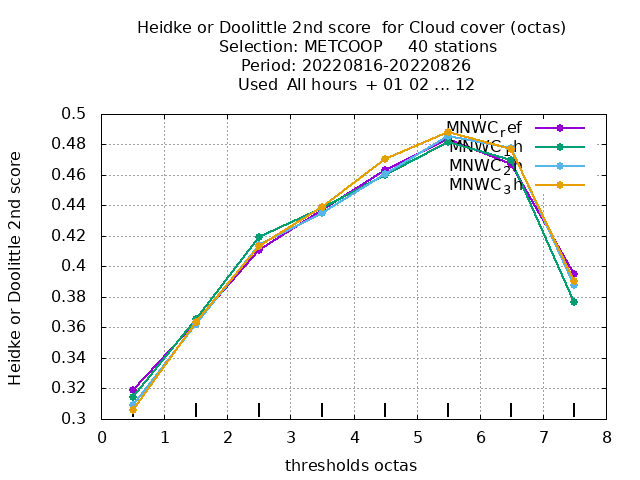 Heidke or Doolittle 2nd score  for Cloud cover (octas)
Selection: METCOOP     40 stations
Period: 20220816-20220826
Used  All hours  + 01 02 ... 12
Heidke or Doolittle 2nd score
0.5
0.48
0.46
0.44
0.42
0.4
0.38
0.36
0.34
0.32
0.3
MNWC_ref
MNWC_1h
MNWC_2h
MNWC_3h
0 1 2 3 4 5 6 7 8
thresholds octas